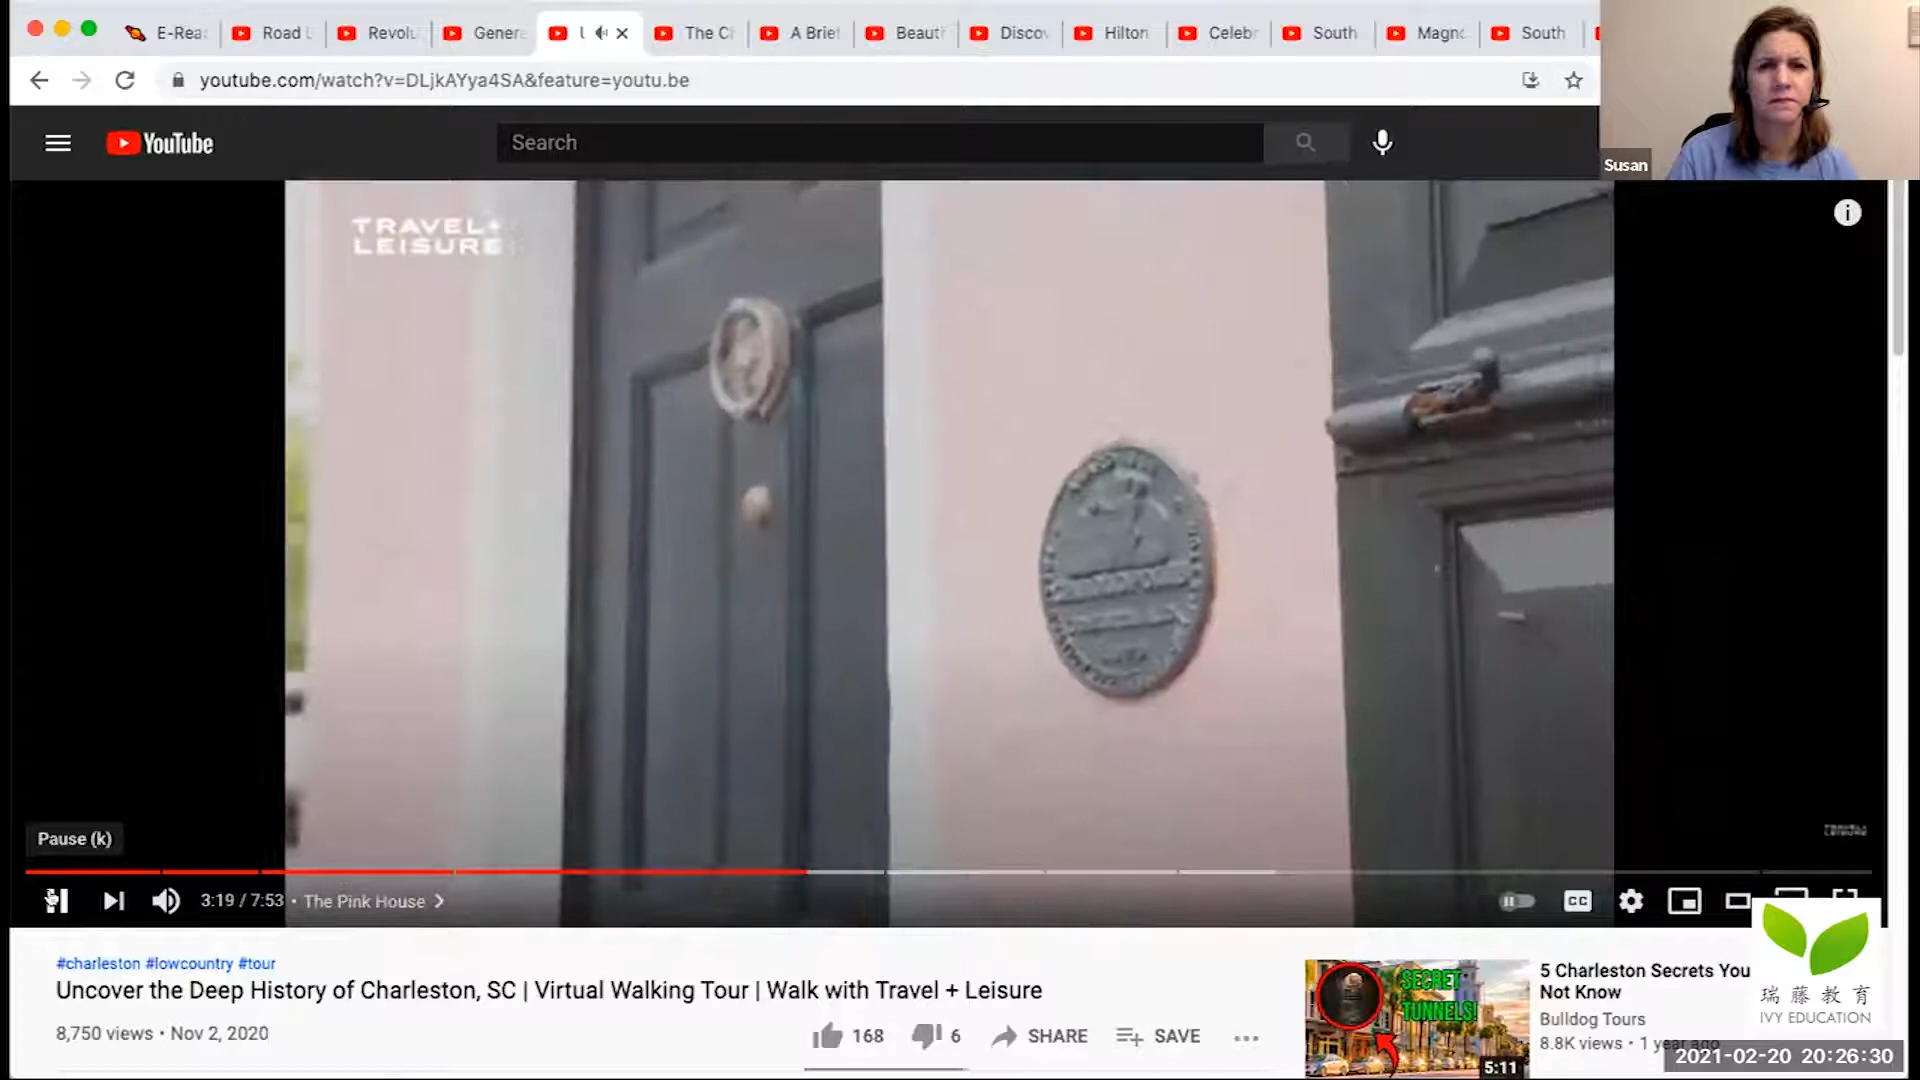 E-Rea
Road
Revolu
Gener
The C
A Brief
Beauti
Discov
Hilton
Celebr
South
Magno
South
youtube.com/watch?v=DLjkAYya4SA&feature=youtu.be
Susan
YouTube
Search
TRAVEL+
LEISURE
Pause (k)
3:19 / 7:53 • The Pink House
CC
#charleston #lowcountry #tour
Uncover the Deep History of Charleston, SC | Virtual Walking Tour | Walk with Travel + Leisure
8,750 views • Nov 2, 2020
168
6
SHARE
SAVE
SECRET
TUNNELS!
5:11
5 Charleston Secrets You
Not Know
Bulldog Tours
8.8K views • 1 year ago
瑞藤教育
IVY EDUCATION
2021-02-20 20:26:30